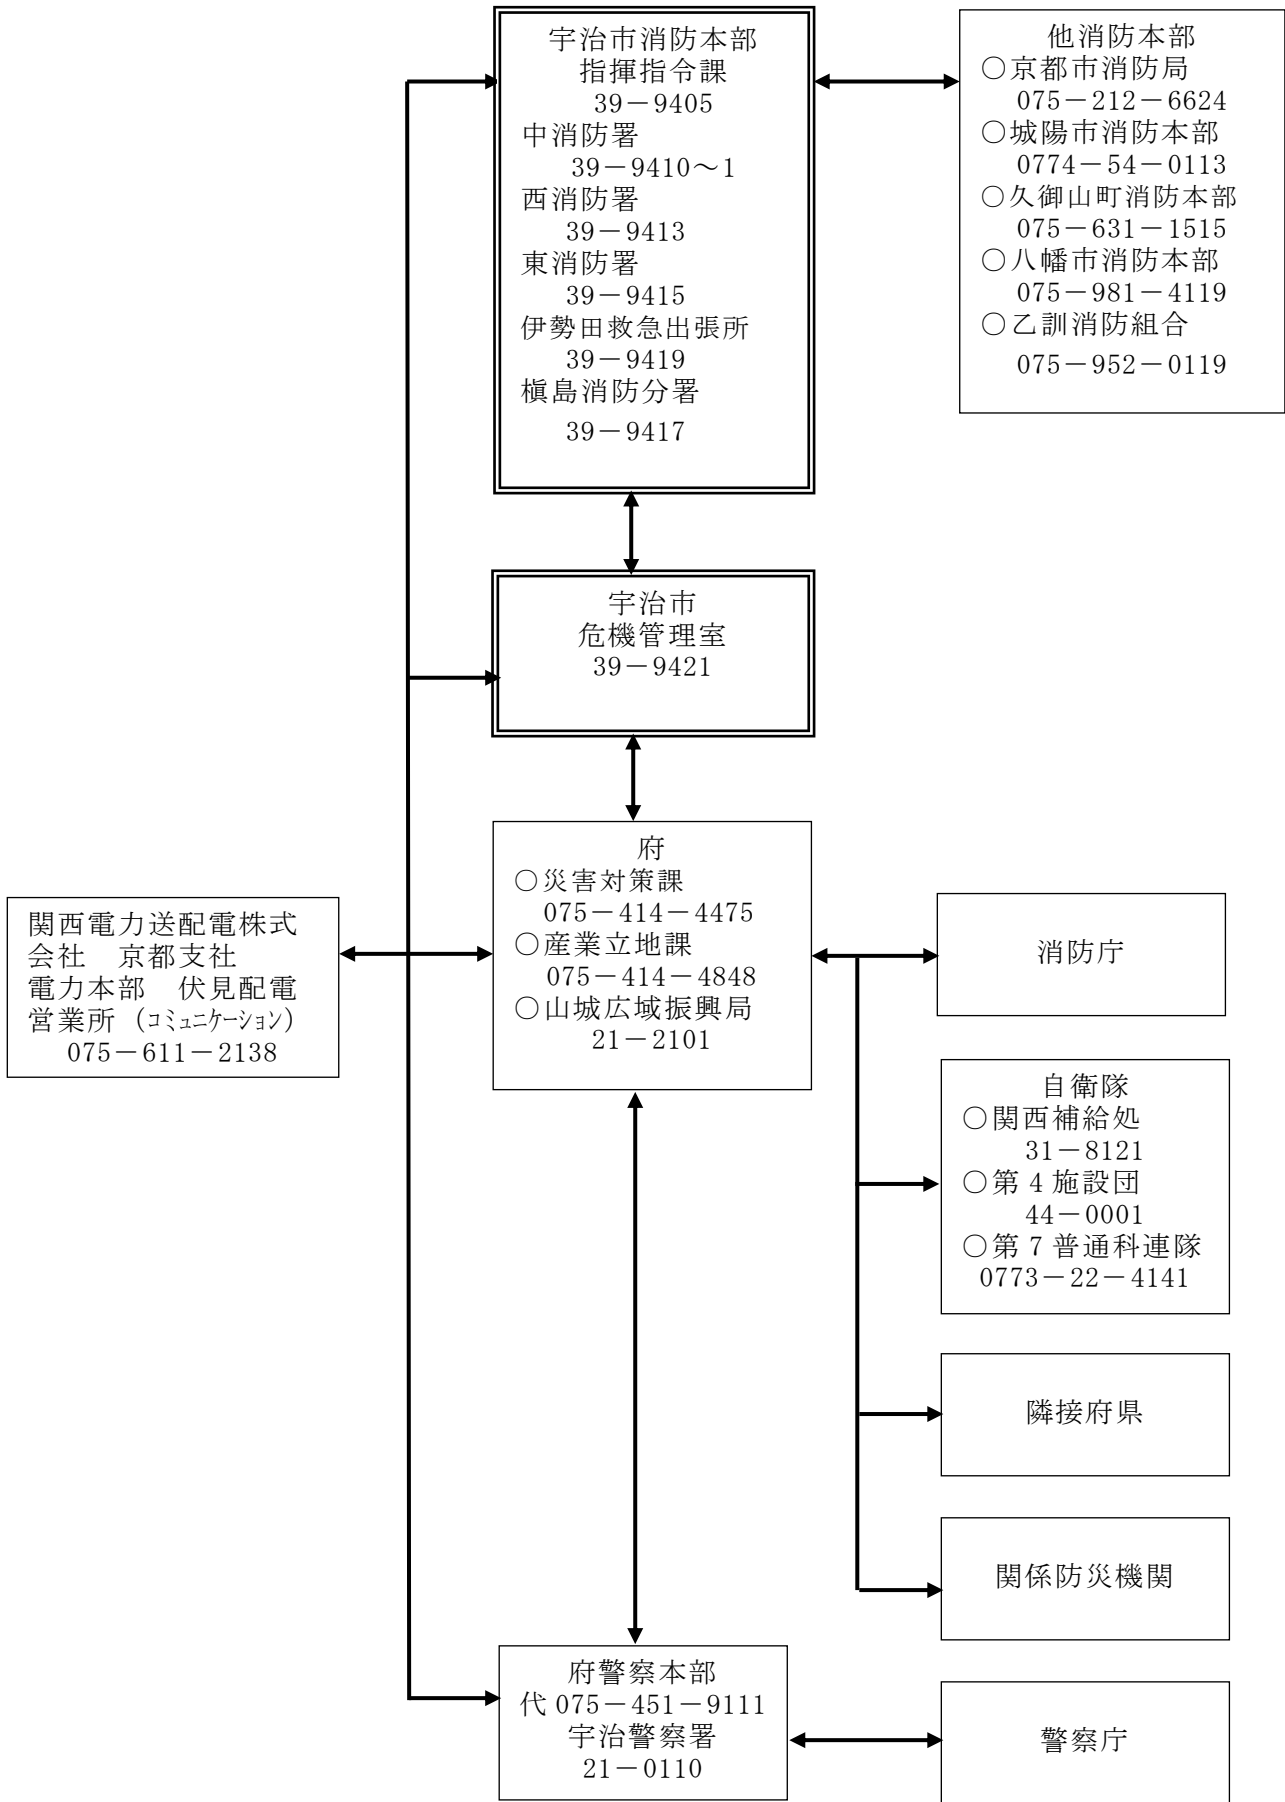 宇治市消防本部
指揮指令課
39－9405
中消防署
39－9410～1
西消防署
39－9413
東消防署
39－9415
伊勢田救急出張所
39－9419
槇島消防分署
39－9417
他消防本部
○京都市消防局
075－212－6624
○城陽市消防本部
0774－54－0113
○久御山町消防本部
075－631－1515
○八幡市消防本部
075－981－4119
○乙訓消防組合
075－952－0119
宇治市
危機管理室
39－9421
府
○災害対策課
075－414－4475
○産業立地課
075－414－4848
○山城広域振興局
21－2101
関西電力送配電株式
会社　京都支社
電力本部　伏見配電
営業所（コミュニケーション）
075－611－2138
消防庁
自衛隊
○関西補給処
31－8121
○第4施設団
44－0001
○第7普通科連隊
0773－22－4141
隣接府県
関係防災機関
府警察本部
代075－451－9111
宇治警察署
21－0110
警察庁